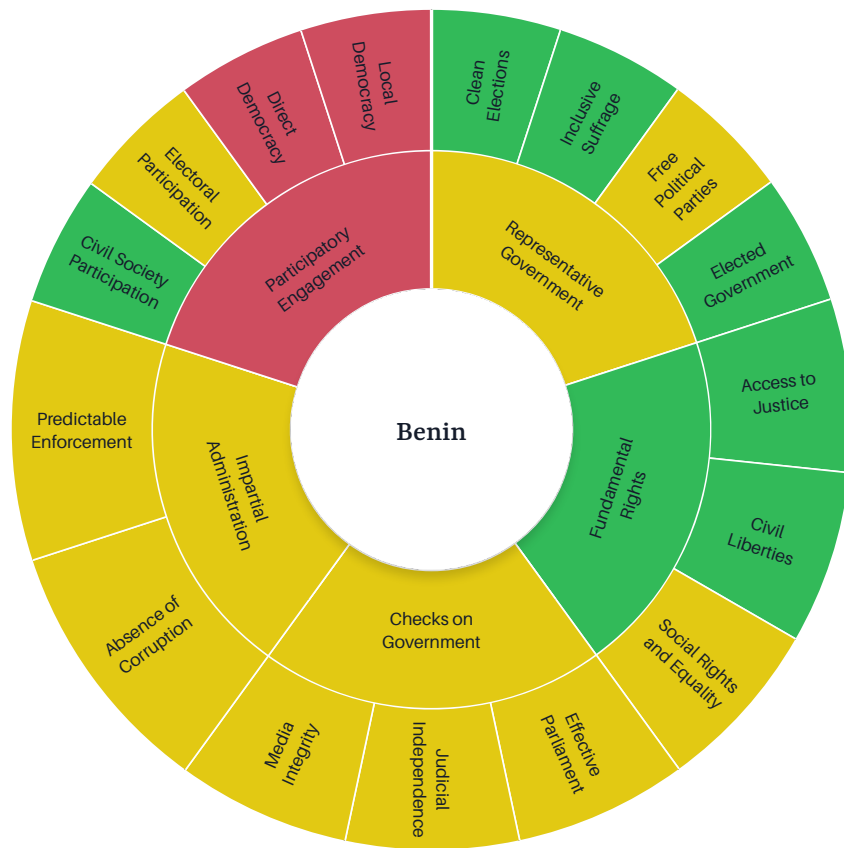 Clean
Elections
Inclusive
Suffrage
Free
Political
Parties
Elected
Government
Access to
Justice
Civil
Liberties
Social Rights
and Equality
Effective
Parliament
Judicial
Independence
Media
Integrity
Absence of
Corruption
Predictable
Enforcement
Civil Society
Participation
Electoral
Participation
Direct
Democracy
Local
Democracy
Representative
Government
Fundamental
Rights
Checks on
Government
Impartial
Administration
Participatory
Engagement
Benin